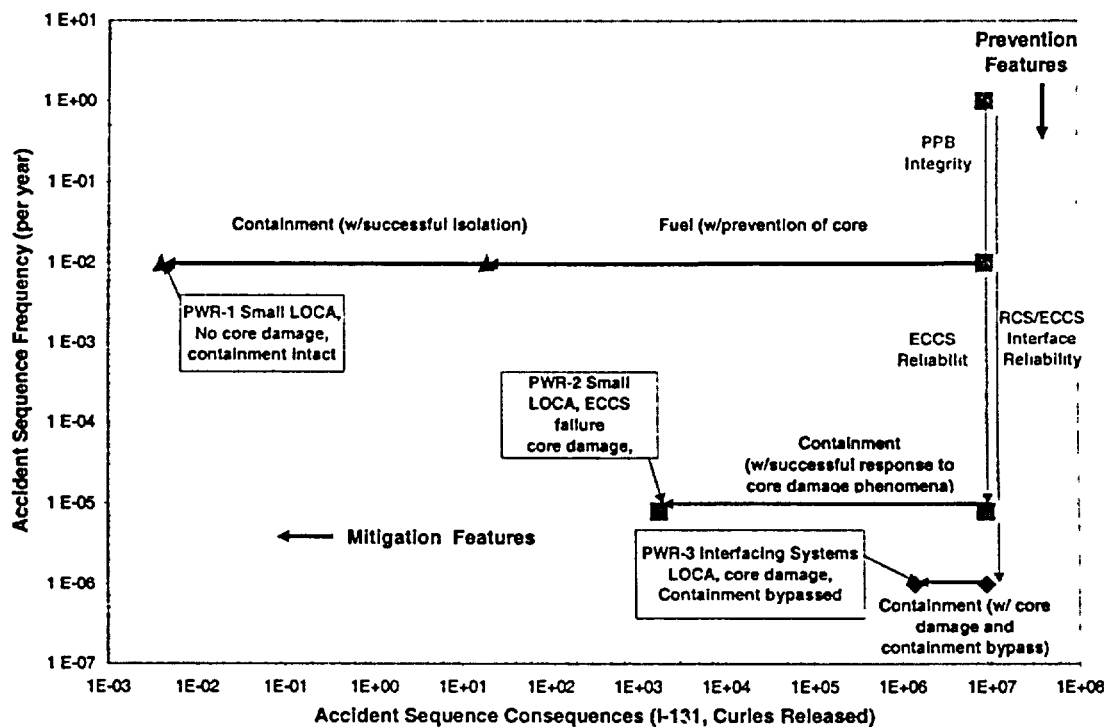 1 E+01
1 E+00
1 E-01
1 E-02
1 E-03
1 E-04
1 E-05
1 E-06
1 E-07
Accident Sequence Frequency (per year)
Prevention
Features
PPB
Integrity
Containment (w/successful isolation)
Fuel (w/prevention of core
PWR-1 Small LOCA,
No core damage,
containment intact
ECCS
Reliabilit
RCS/ECCS
Interface
Reliability
PWR-2 Small
LOCA, ECCS
failure
core damage,
Containment
(w/successful response to
core damage phenomena)
Mitigation Features
PWR-3 Interfacing Systems
LOCA, core damage,
Containment bypassed
Containment (w/ core
damage and
containment bypass)
1E-03 1E-02 1E-01 1E+00 1E+01 1E+02 1E+03 1E+04 1E+05 1E+06 1E+07 1E+08
Accident Sequence Consequences (I-131, Curies Released)